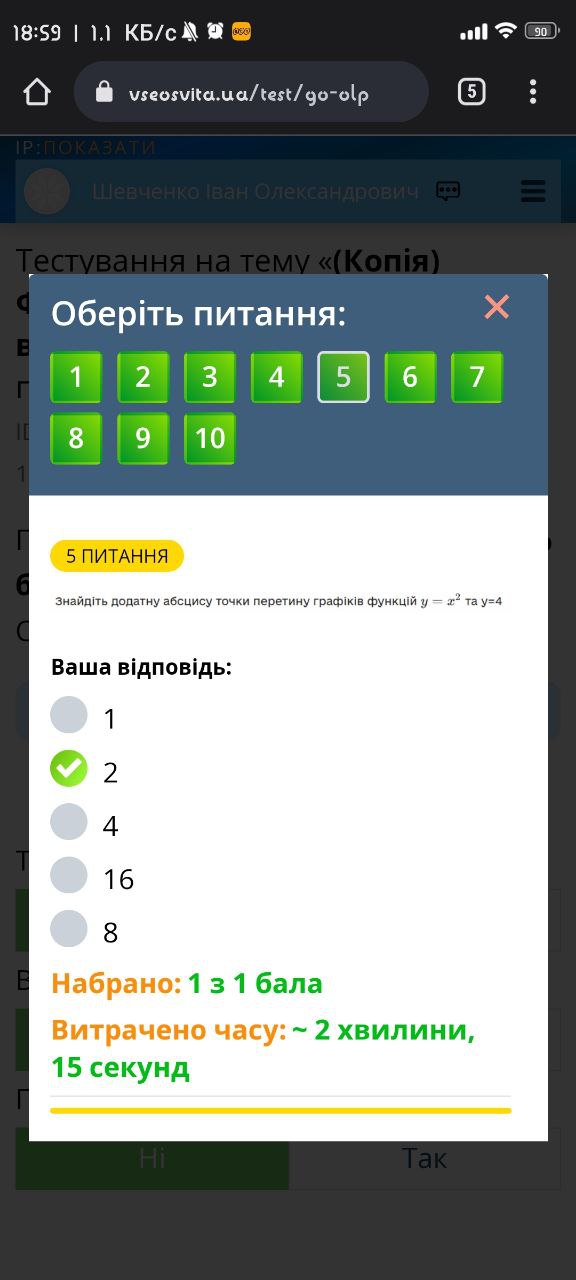 18:59 | 1.1 КБ/с
90
vseosvita.ua/test/go-olp
5
IP:ПОКАЗАТИ
Шевченко Іван Олександрович
Тестування на тему «(Копія)
Оберіть питання:
1 2 3 4 5 6 7
8 9 10
5 ПИТАННЯ
Знайдіть додатну абсцису точки перетину графіків функцій y = x² та y=4
Ваша відповідь:
1
2
4
16
8
Набрано: 1 з 1 бала
Витрачено часу: ~ 2 хвилини,
15 секунд
Ні Так